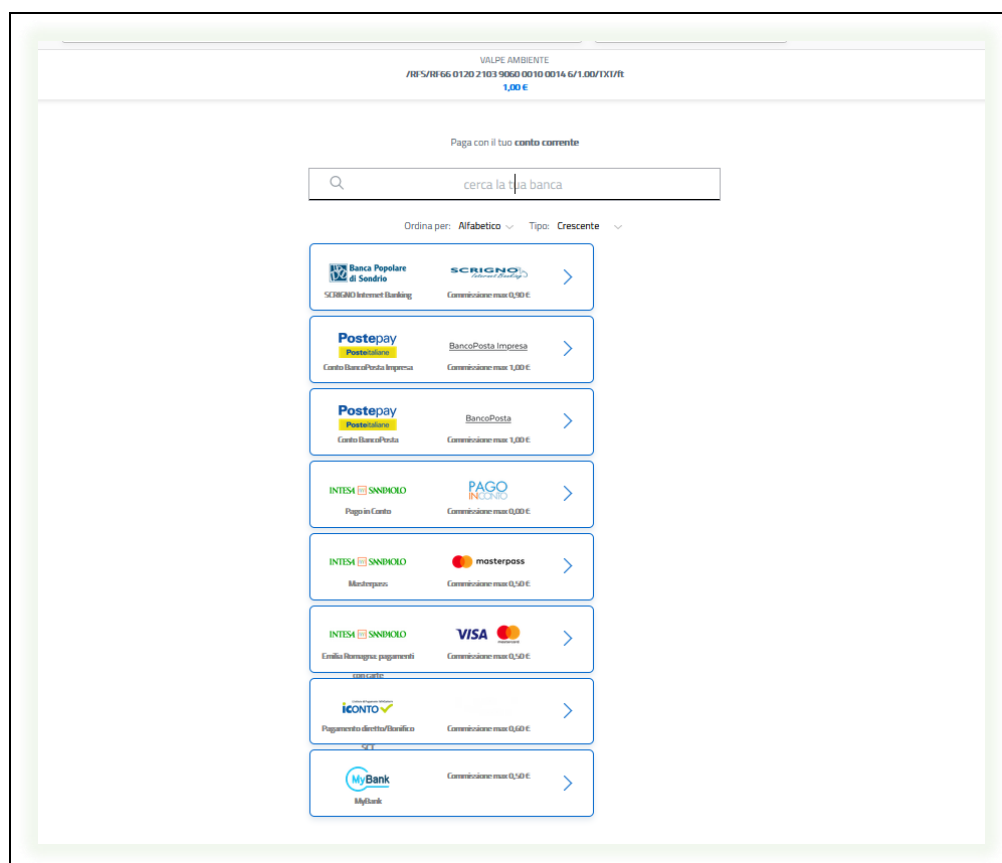 VALPE AMBIENTE
/RFS/RF66 0120 2103 9060 0010 0014 6/1.00/TXT/ft
1,00 €
Paga con il tuo conto corrente
cerca la tua banca
Ordina per: Alfabetico Tipo: Crescente
Banca Popolare di Sondrio SCRIGNO Internet Banking
SCRIGNO Internet Banking Commissione max 0,90 €
Postepay
Posteitaliane BancoPosta Impresa
Conto BancoPosta Impresa Commissione max 1,00 €
Postepay
Posteitaliane BancoPosta
Conto BancoPosta Commissione max 1,00 €
INTESA SANPAOLO PAGO INCONTO
Pago in Conto Commissione max 0,00 €
INTESA SANPAOLO masterpass
Masterpass Commissione max 0,50 €
INTESA SANPAOLO VISA mastercard
Emilia Romagna: pagamenti Commissione max 0,50 €
con carte
iCONTO
Pagamento diretto/Bonifico Commissione max 0,60 €
SCT
MyBank Commissione max 0,50 €
MyBank